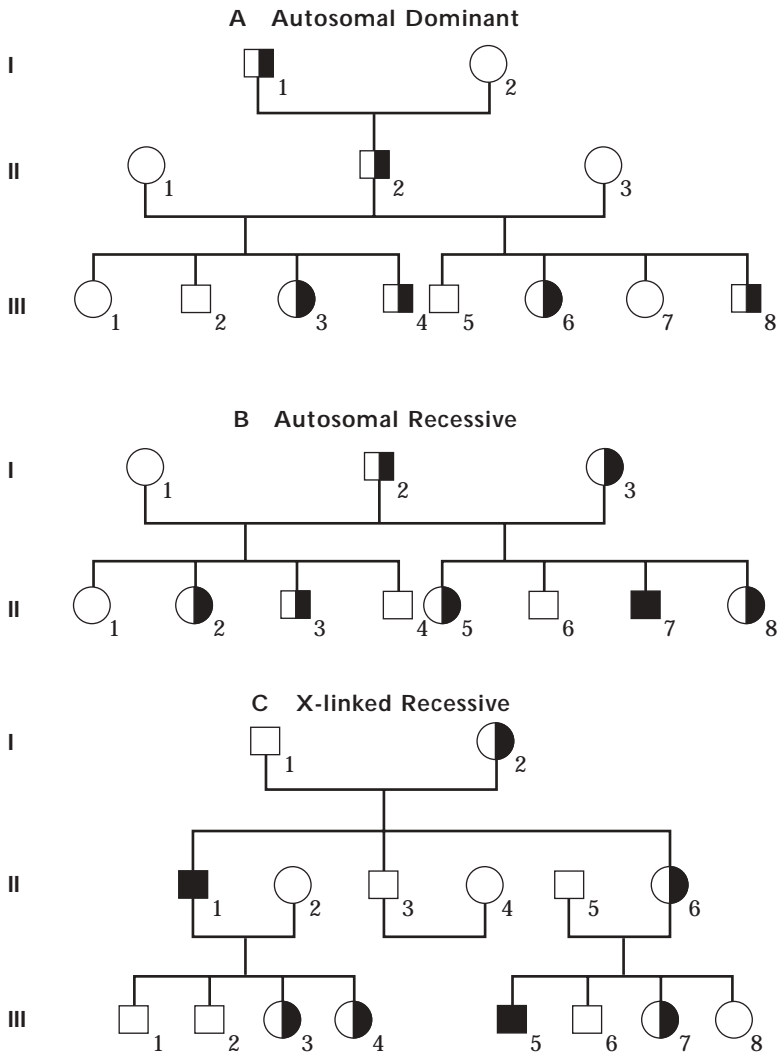 A Autosomal Dominant
I
1 2
II
1 2 3
III
1 2 3 4 5 6 7 8
B Autosomal Recessive
I
1 2 3
II
1 2 3 4 5 6 7 8
C X-linked Recessive
I
1 2
II
1 2 3 4 5 6
III
1 2 3 4 5 6 7 8